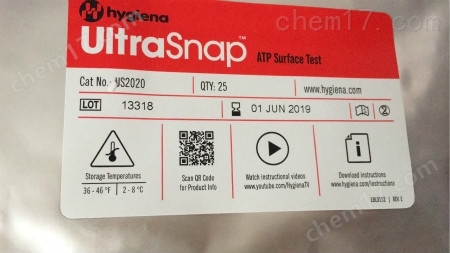 hygiena
UltraSnap™ ATP Surface Test
Cat No. US2020 QTY: 25 www.hygiena.com
LOT 13318 01 JUN 2019 2
Storage Temperatures
36 - 46°F 2 - 8°C
Scan QR Code
for Product Info
Watch instructional videos
www.youtube.com/HygienaTV
Download instructions
www.hygiena.com/instructions